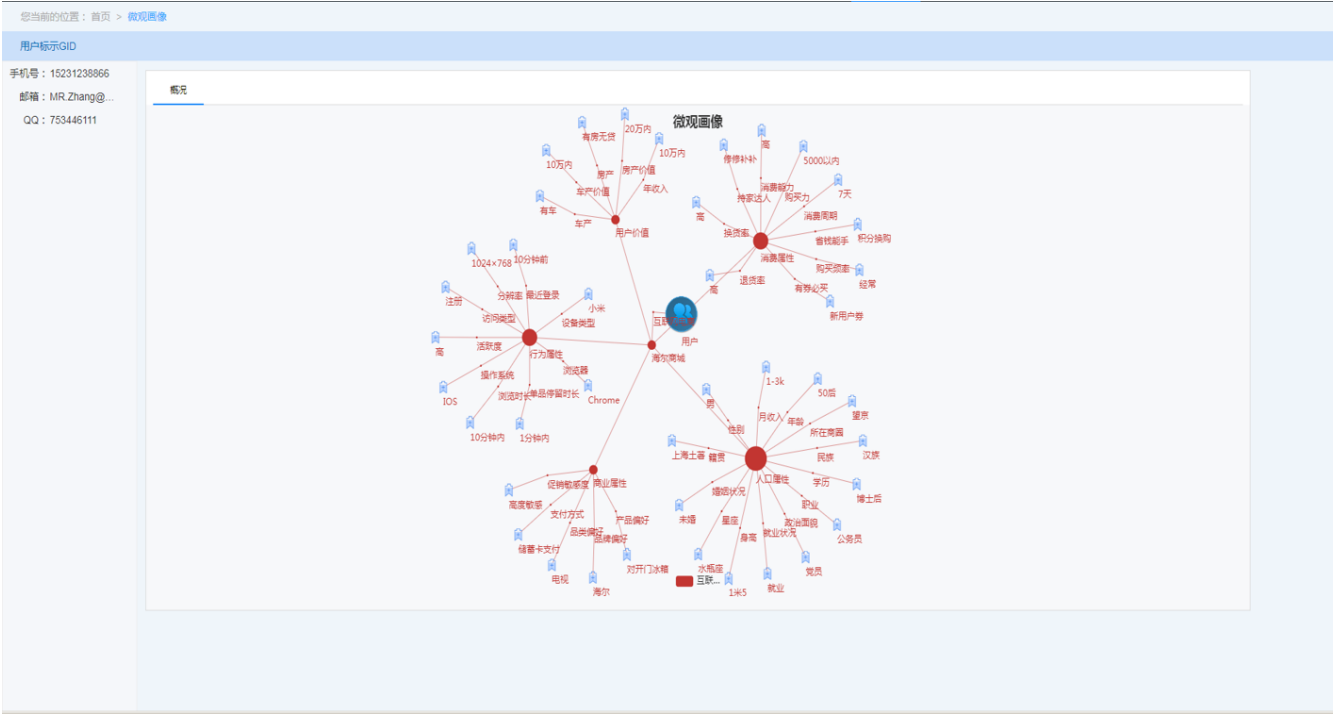 您当前的位置： 首页 > 微观画像
用户标示GID
手机号： 15231238866
邮箱： MR.Zhang@...
QQ： 753446111
概况
微观画像
有房无贷
20万内
10万内
10万内
房产
房产价值
年收入
车产价值
有车
车产
用户价值
高
修修补补
5000以内
7天
消费能力
持家达人
购买力
高
消费周期
换货率
省钱能手
积分换购
消费属性
购买频率
经常
高
退货率
有券必买
新用户券
1024×768
10分钟前
注册
分辨率
最近登录
小米
访问类型
设备类型
高
活跃度
行为属性
操作系统
浏览器
IOS
浏览时长
单品停留时长
Chrome
10分钟内
1分钟内
用户
海尔商城
1-3k
50后
男
月收入
年龄
望京
性别
所在商圈
上海土著
籍贯
民族
汉族
人口属性
学历
博士后
婚姻状况
职业
未婚
星座
政治面貌
公务员
身高
就业状况
水瓶座
党员
1米5
就业
促销敏感度
商业属性
高度敏感
支付方式
产品偏好
品类偏好
品牌偏好
储蓄卡支付
对开门冰箱
电视
海尔
互联...